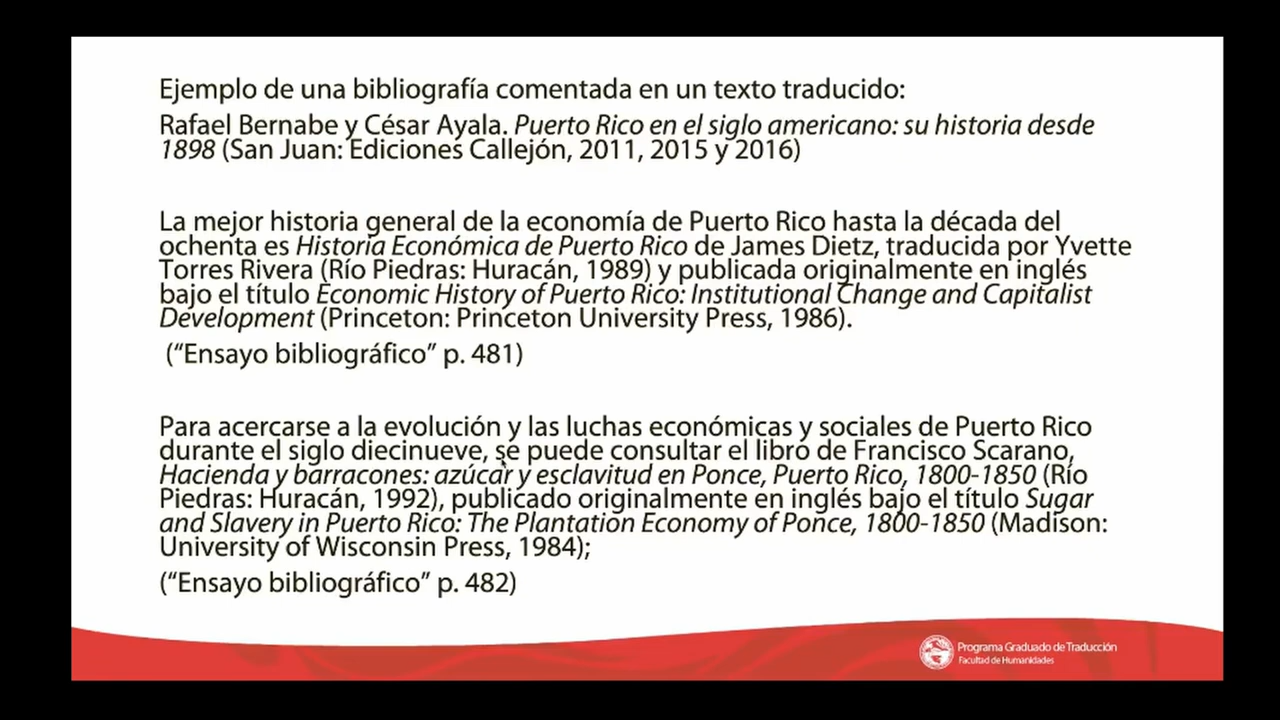 Ejemplo de una bibliografía comentada en un texto traducido:
Rafael Bernabe y César Ayala. Puerto Rico en el siglo americano: su historia desde
1898 (San Juan: Ediciones Callejón, 2011, 2015 y 2016)
La mejor historia general de la economía de Puerto Rico hasta la década del
ochenta es Historia Económica de Puerto Rico de James Dietz, traducida por Yvette
Torres Rivera (Río Piedras: Huracán, 1989) y publicada originalmente en inglés
bajo el título Economic History of Puerto Rico: Institutional Change and Capitalist
Development (Princeton: Princeton University Press, 1986).
(“Ensayo bibliográfico” p. 481)
Para acercarse a la evolución y las luchas económicas y sociales de Puerto Rico
durante el siglo diecinueve, se puede consultar el libro de Francisco Scarano,
Hacienda y barracones: azúcar y esclavitud en Ponce, Puerto Rico, 1800-1850 (Río
Piedras: Huracán, 1992), publicado originalmente en inglés bajo el título Sugar
and Slavery in Puerto Rico: The Plantation Economy of Ponce, 1800-1850 (Madison:
University of Wisconsin Press, 1984);
(“Ensayo bibliográfico” p. 482)
Programa Graduado de Traducción
Facultad de Humanidades